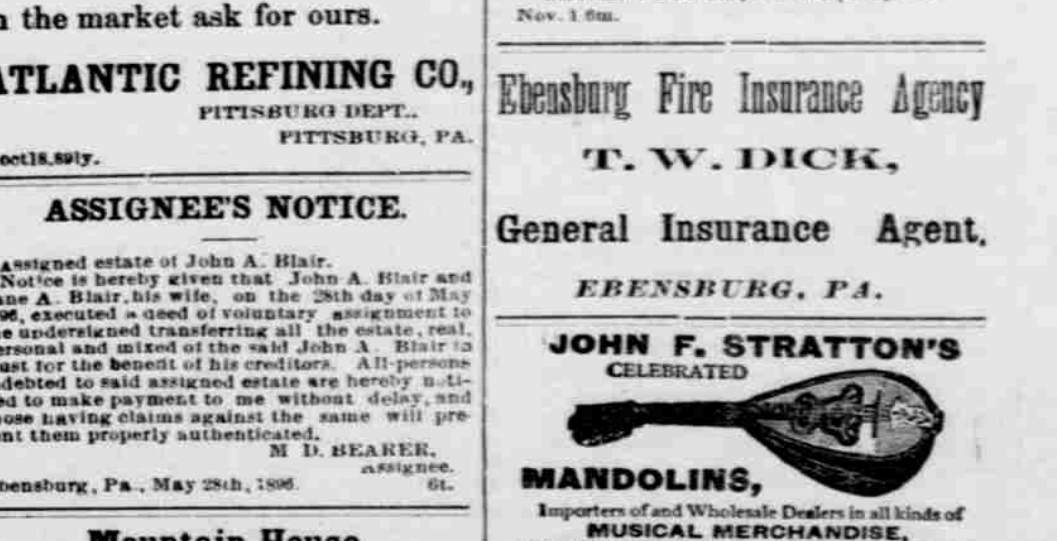 the market ask for ours.
ATLANTIC REFINING CO.,
PITTSBURG DEPT..
PITTSBURG, PA.
oct18.89ly.
ASSIGNEE'S NOTICE.
Assigned estate of John A. Blair.
Notice is hereby given that John A. Blair and
ane A. Blair, his wife, on the 28th day of May
96, executed a deed of voluntary assignment to
e undersigned transferring all the estate, real,
ersonal and mixed of the said John A. Blair in
ust for the benefit of his creditors. All persons
debted to said assigned estate are hereby noti-
ed to make payment to me without delay, and
ose having claims against the same will pre-
nt them properly authenticated.
M D. BEARER,
Assignee.
bensburg, Pa., May 28th, 1896. 6t.
Mountain House
Nov. 1 6m.
Ebensburg Fire Insurance Agency
T. W. DICK,
General Insurance Agent,
EBENSBURG, PA.
JOHN F. STRATTON'S
CELEBRATED
MANDOLINS,
Importers of and Wholesale Dealers in all kinds of
MUSICAL MERCHANDISE,